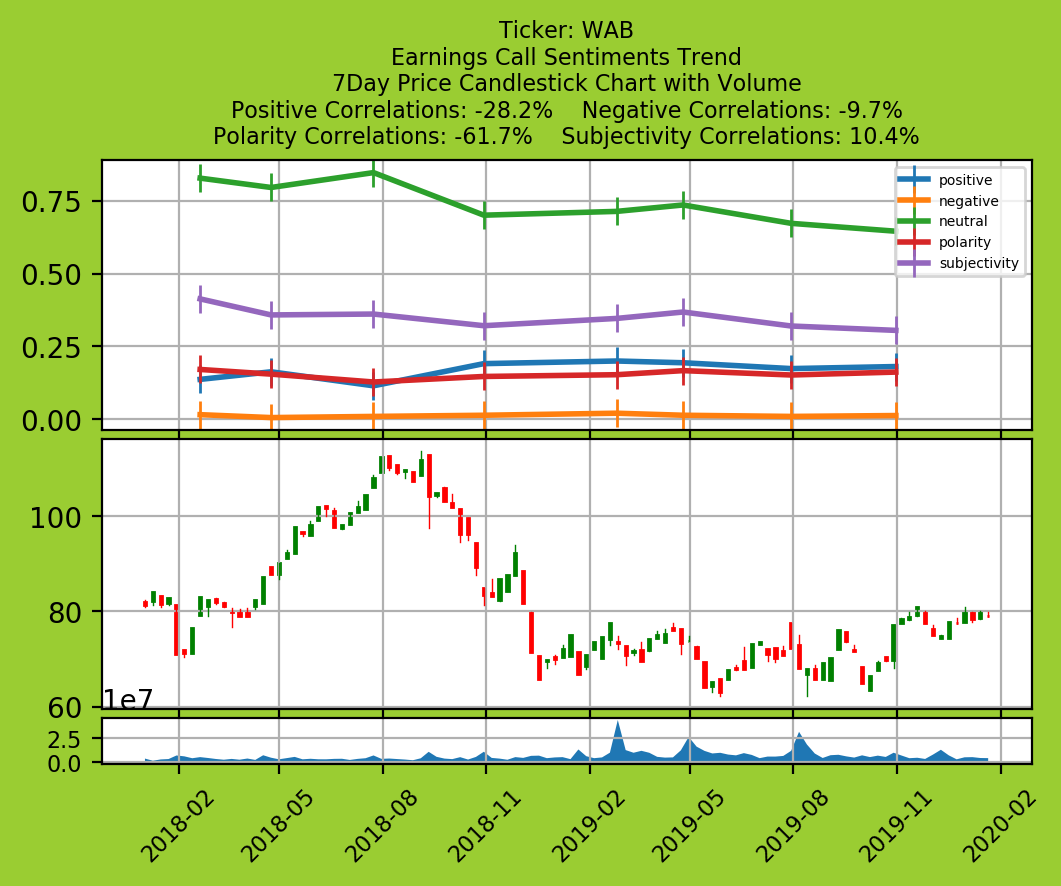 Ticker: WAB
Earnings Call Sentiments Trend
7Day Price Candlestick Chart with Volume
Positive Correlations: -28.2%    Negative Correlations: -9.7%
Polarity Correlations: -61.7%    Subjectivity Correlations: 10.4%
0.75
0.50
0.25
0.00
positive
negative
neutral
polarity
subjectivity
100
80
60
1e7
2.5
0.0
2018-02
2018-05
2018-08
2018-11
2019-02
2019-05
2019-08
2019-11
2020-02